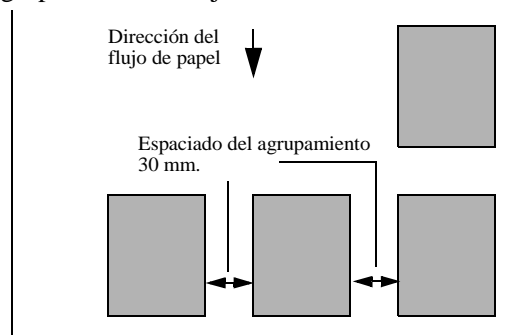 Dirección del
flujo de papel
Espaciado del agrupamiento
30 mm.